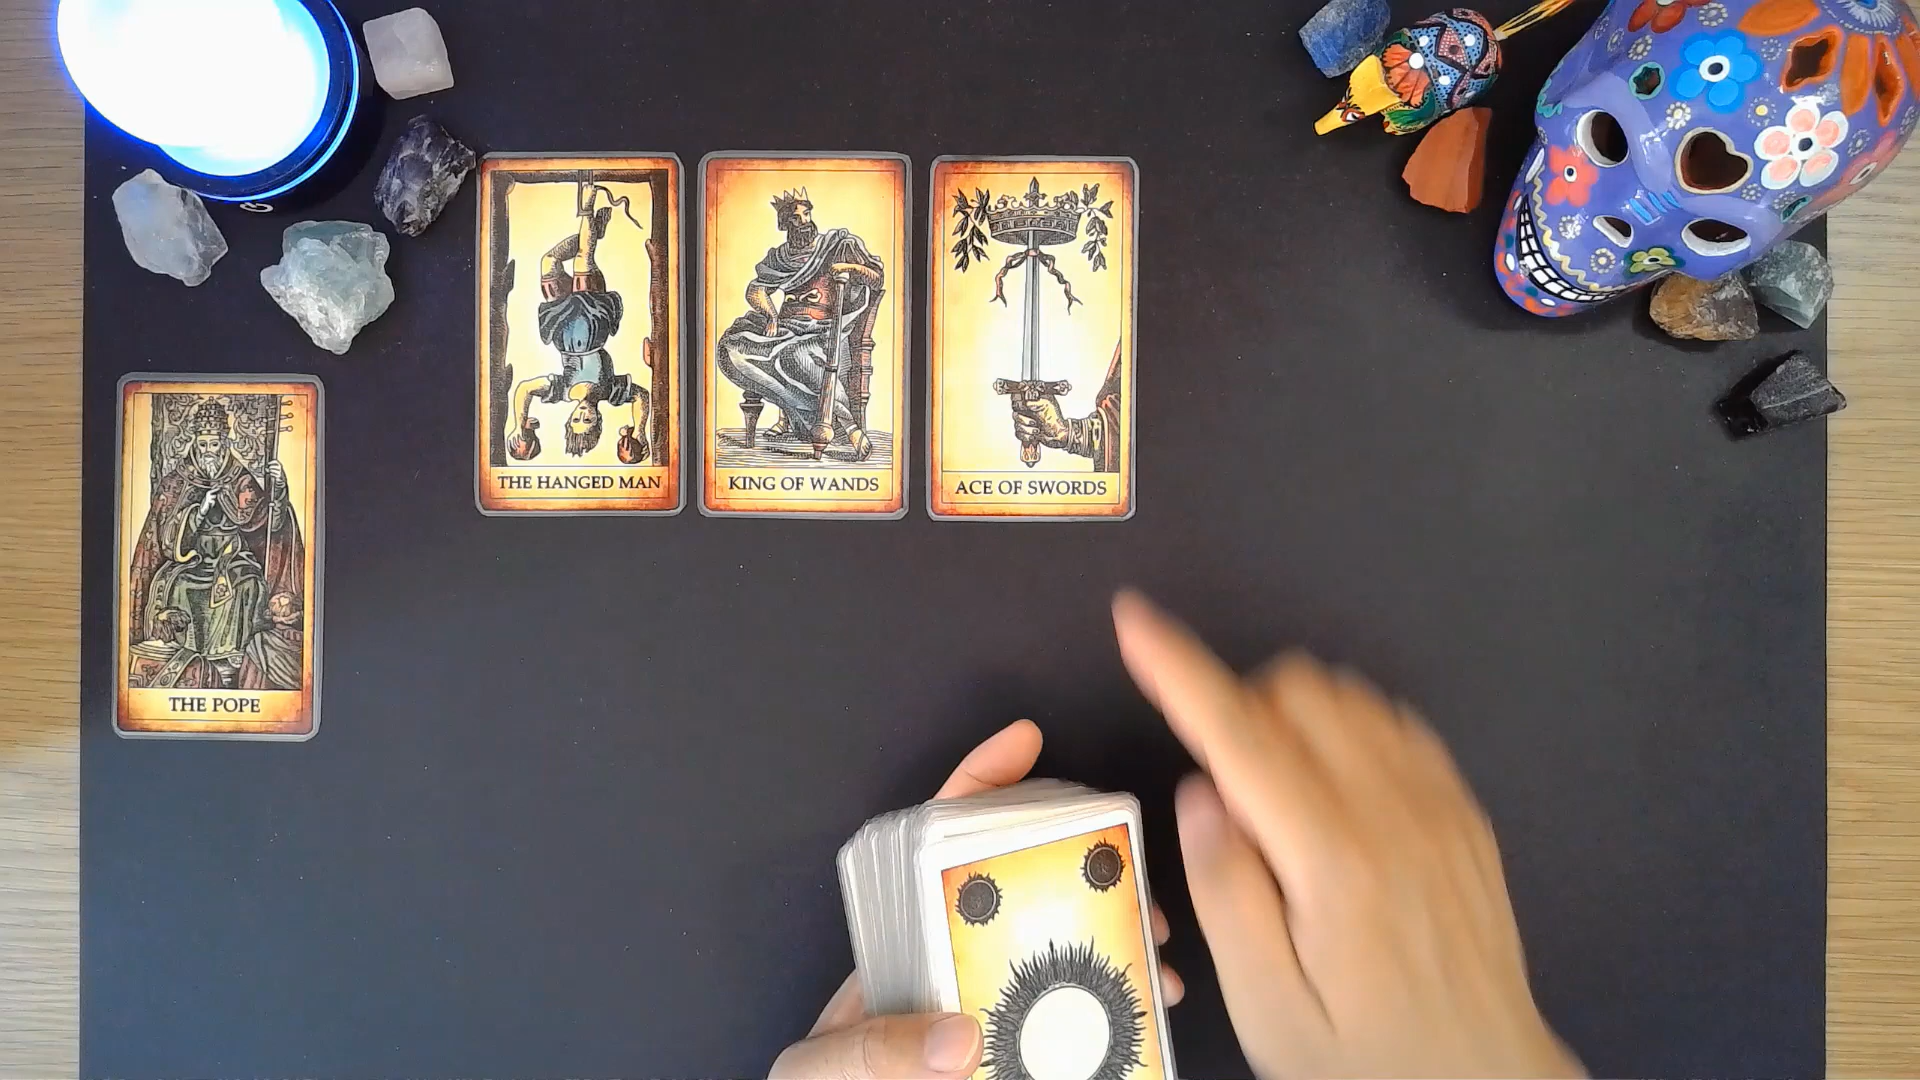 THE HANGED MAN
KING OF WANDS
ACE OF SWORDS
THE POPE